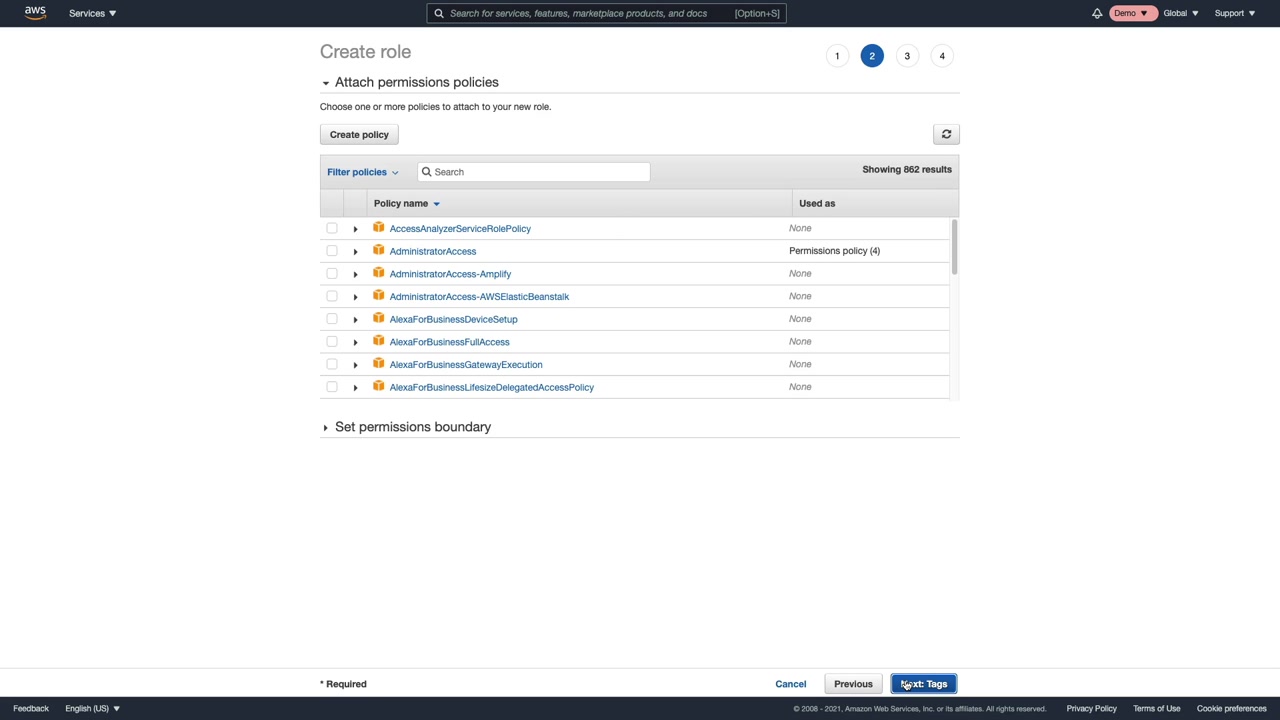 aws Services Search for services, features, marketplace products, and docs [Option+S] Demo Global Support
Create role 1 2 3 4
Attach permissions policies
Choose one or more policies to attach to your new role.
Create policy
Filter policies Search Showing 862 results
Policy name Used as
AccessAnalyzerServiceRolePolicy None
AdministratorAccess Permissions policy (4)
AdministratorAccess-Amplify None
AdministratorAccess-AWSElasticBeanstalk None
AlexaForBusinessDeviceSetup None
AlexaForBusinessFullAccess None
AlexaForBusinessGatewayExecution None
AlexaForBusinessLifesizeDelegatedAccessPolicy None
Set permissions boundary
* Required Cancel Previous Next: Tags
Feedback English (US) © 2008 - 2021, Amazon Web Services, Inc. or its affiliates. All rights reserved. Privacy Policy Terms of Use Cookie preferences